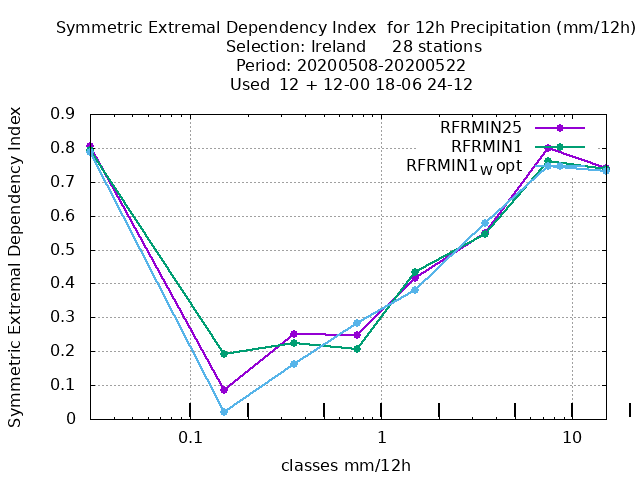 Symmetric Extremal Dependency Index for 12h Precipitation (mm/12h)
Selection: Ireland 28 stations
Period: 20200508-20200522
Used 12 + 12-00 18-06 24-12
Symmetric Extremal Dependency Index
0.9
0.8
0.7
0.6
0.5
0.4
0.3
0.2
0.1
0
RFRMIN25
RFRMIN1
RFRMIN1W opt
0.1 1 10
classes mm/12h